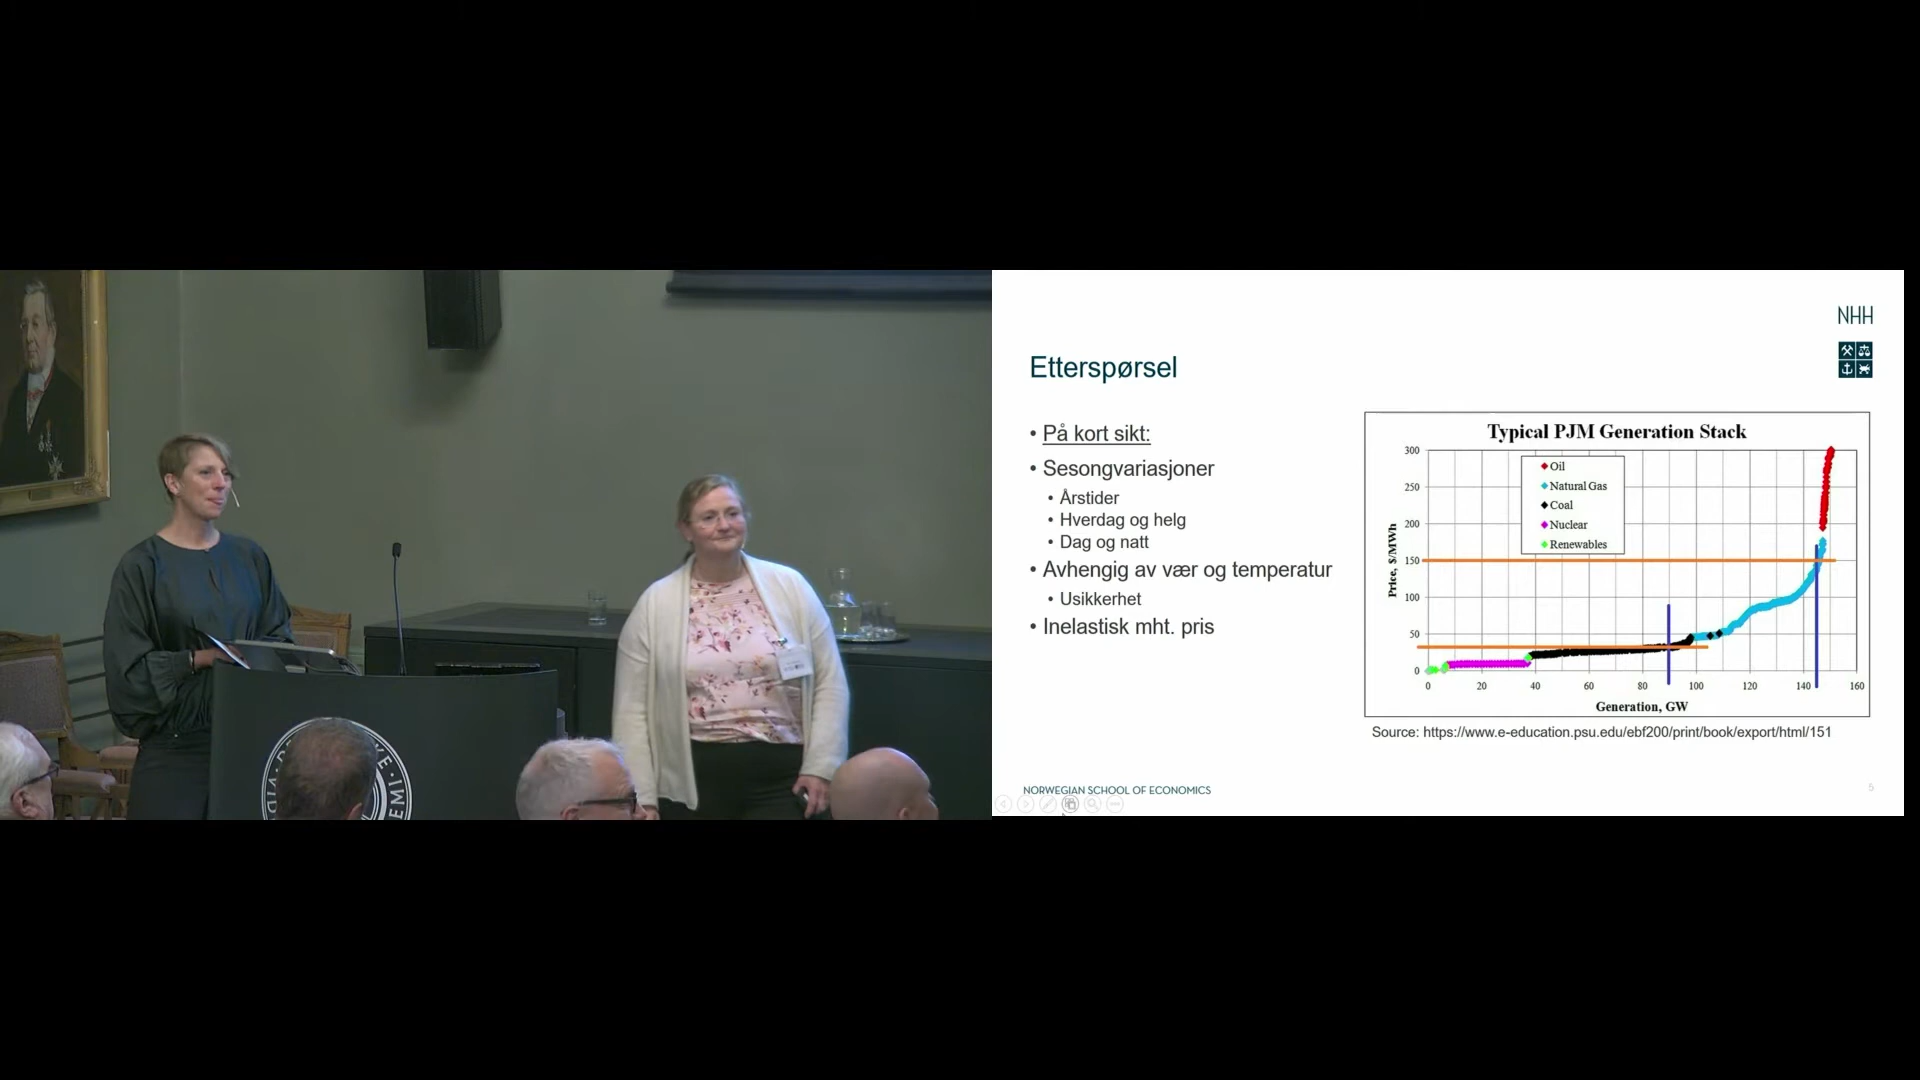 NHH
Etterspørsel
• På kort sikt:
• Sesongvariasjoner
• Årstider
• Hverdag og helg
• Dag og natt
• Avhengig av vær og temperatur
• Usikkerhet
• Inelastisk mht. pris
Typical PJM Generation Stack
Oil
Natural Gas
Coal
Nuclear
Renewables
Price, $/MWh
300
250
200
150
100
50
0
0 20 40 60 80 100 120 140 160
Generation, GW
Source: https://www.e-education.psu.edu/ebf200/print/book/export/html/151
NORWEGIAN SCHOOL OF ECONOMICS
5